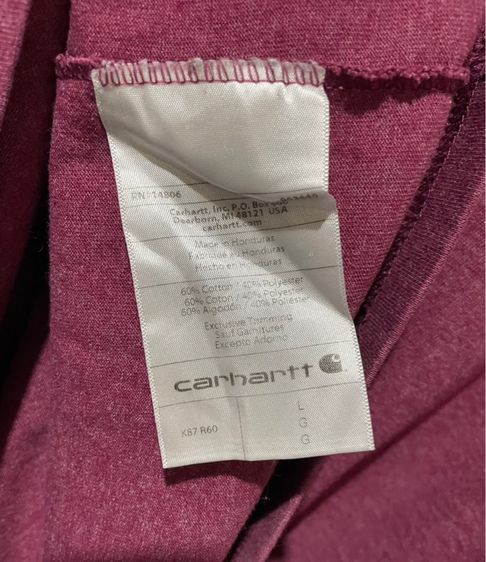 RN#14806
Carhartt, Inc. P.O. Box
Dearborn, MI 48121 USA
carhartt.com
Made in Honduras
Fabriqué en Honduras
Hecho en Honduras
60% Cotton / 40% Polyester
60% Coton / 40% Polyester
60% Algodón / 40% Poliester
Exclusive Trimming
Sauf Garnitures
Excepto Adorno
carhartt
K87 R60
L
G
G